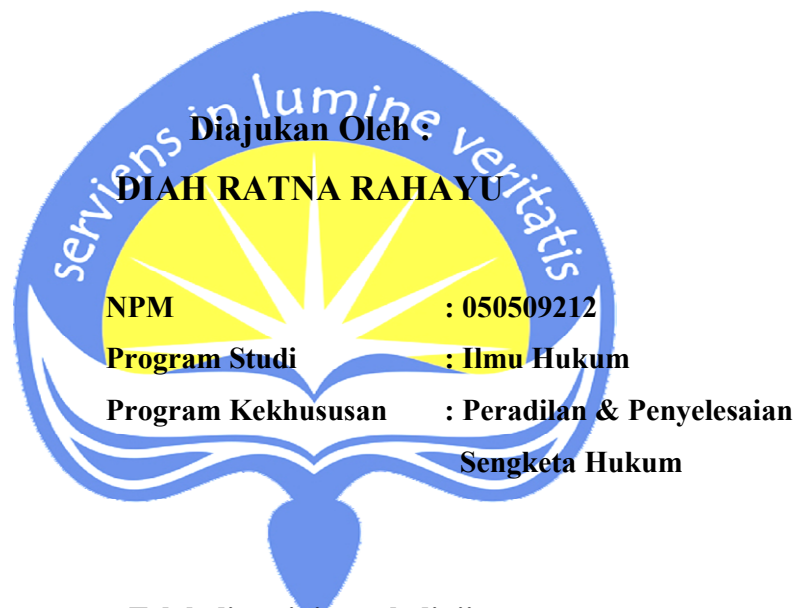 serviens in lumine veritatis
Diajukan Oleh :
DIAH RATNA RAHAYU
NPM : 050509212
Program Studi : Ilmu Hukum
Program Kekhususan : Peradilan & Penyelesaian
Sengketa Hukum